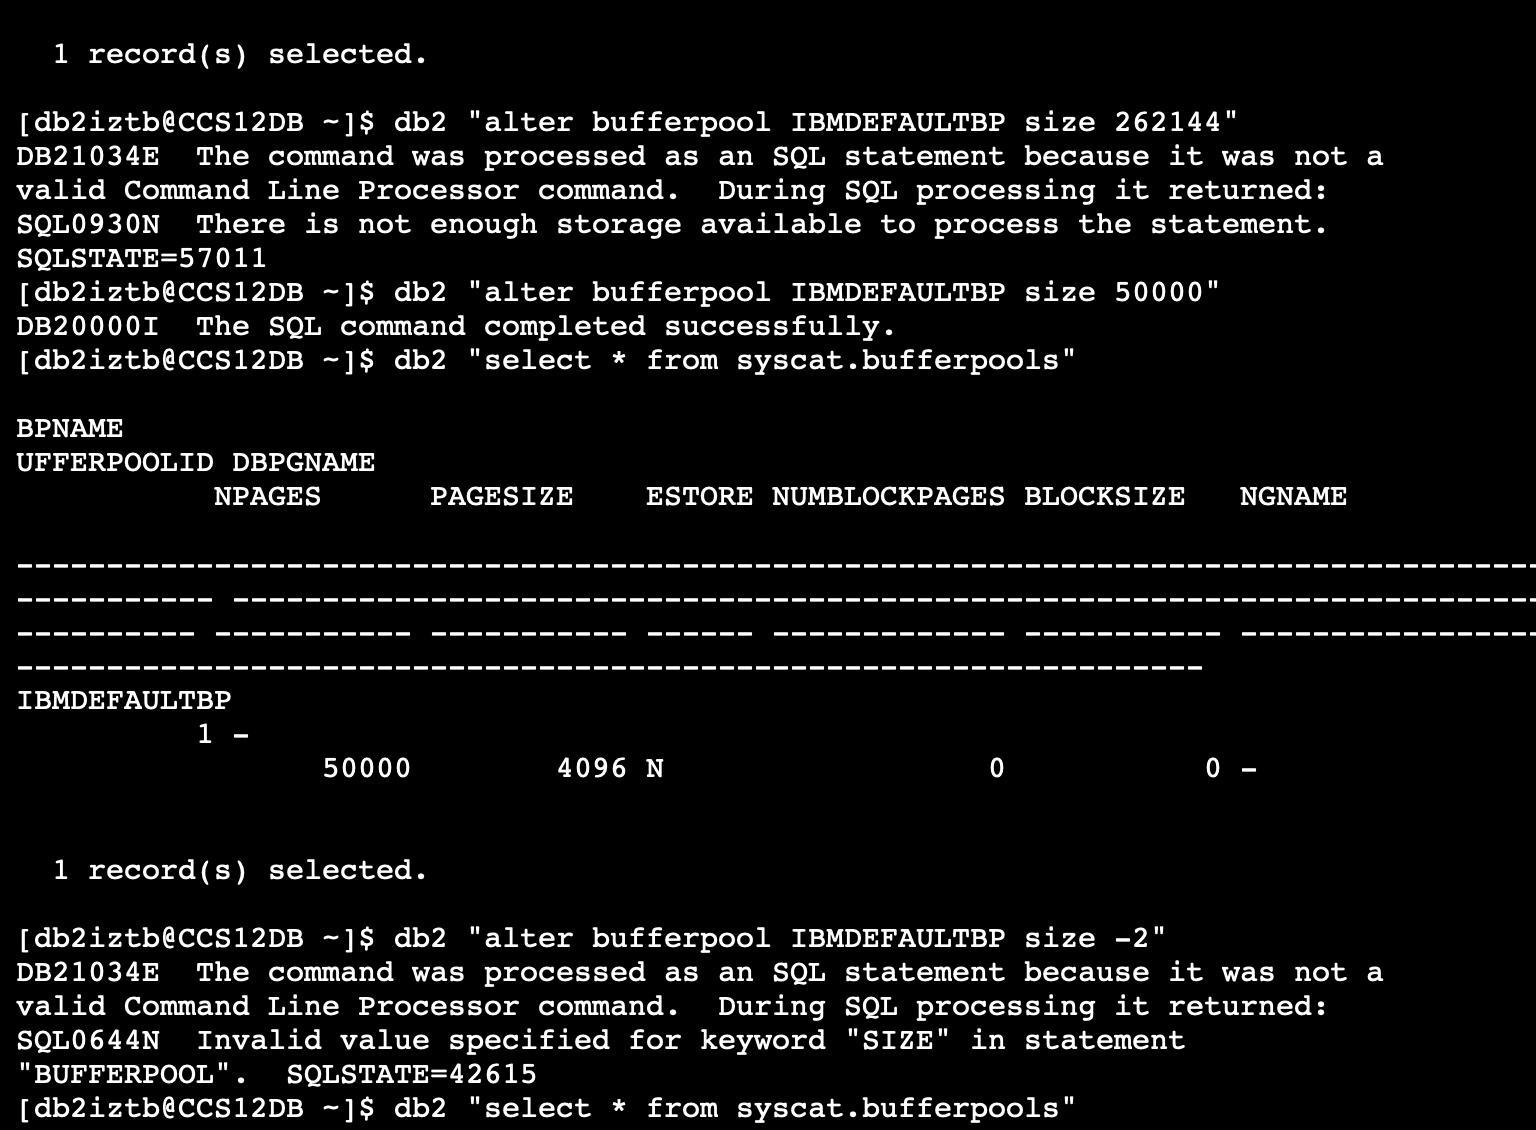 1 record(s) selected.
[db2iztb@CCS12DB ~]$ db2 "alter bufferpool IBMDEFAULTBP size 262144"
DB21034E  The command was processed as an SQL statement because it was not a
valid Command Line Processor command.  During SQL processing it returned:
SQL0930N  There is not enough storage available to process the statement.
SQLSTATE=57011
[db2iztb@CCS12DB ~]$ db2 "alter bufferpool IBMDEFAULTBP size 50000"
DB20000I  The SQL command completed successfully.
[db2iztb@CCS12DB ~]$ db2 "select * from syscat.bufferpools"
BPNAME
UFFERPOOLID DBPGNAME
NPAGES      PAGESIZE    ESTORE NUMBLOCKPAGES BLOCKSIZE   NGNAME
-------------------------------------------------------------------------------------
----------- -------------------------------------------------------------------------
---------- ----------- ----------- ------ ------------- ----------- -----------------
------------------------------------------------------------------
IBMDEFAULTBP
1 -
50000        4096 N                  0           0 -
1 record(s) selected.
[db2iztb@CCS12DB ~]$ db2 "alter bufferpool IBMDEFAULTBP size -2"
DB21034E  The command was processed as an SQL statement because it was not a
valid Command Line Processor command.  During SQL processing it returned:
SQL0644N  Invalid value specified for keyword "SIZE" in statement
"BUFFERPOOL".  SQLSTATE=42615
[db2iztb@CCS12DB ~]$ db2 "select * from syscat.bufferpools"